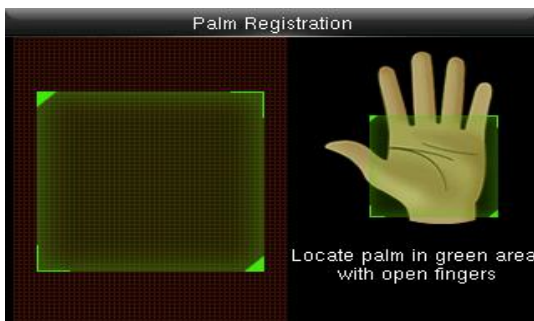 Palm Registration
Locate palm in green area
with open fingers